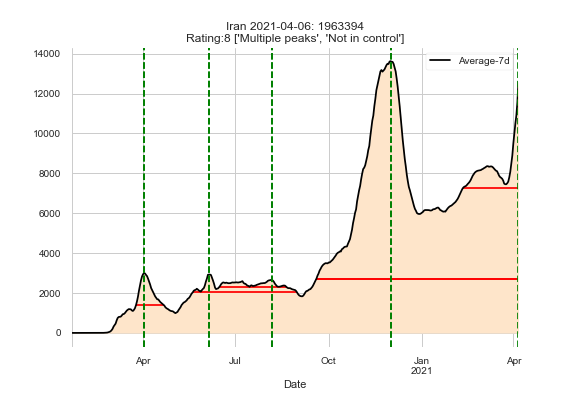 Iran 2021-04-06: 1963394
Rating:8 ['Multiple peaks', 'Not in control']
Average-7d
14000
12000
10000
8000
6000
4000
2000
0
Apr
Jul
Oct
Jan
2021
Apr
Date